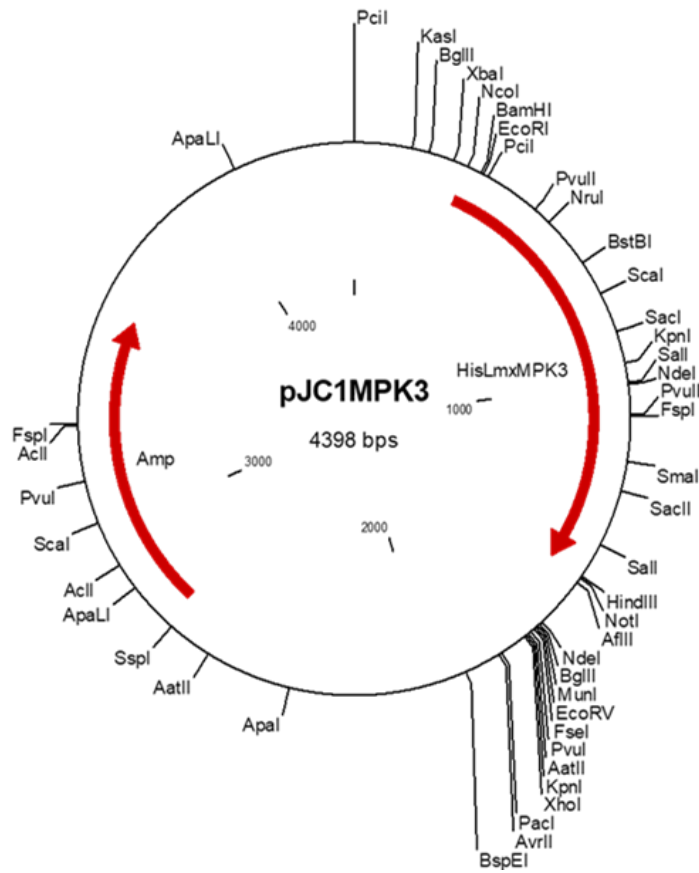 PciI
KasI
BglII
XbaI
NcoI
BamHI
EcoRI
PciI
ApaLI
PvuII
NruI
BstBI
ScaI
SacI
KpnI
SalI
NdeI
PvuII
FspI
SmaI
SacII
SalI
HindIII
NotI
AflII
NdeI
BglII
MunI
EcoRV
FseI
PvuI
AatII
KpnI
XhoI
PacI
AvrII
BspEI
ApaI
AatII
SspI
ApaLI
AclI
ScaI
PvuI
AclI
FspI
I
4000
HisLmxMPK3
pJC1MPK3
1000
4398 bps
Amp
3000
2000